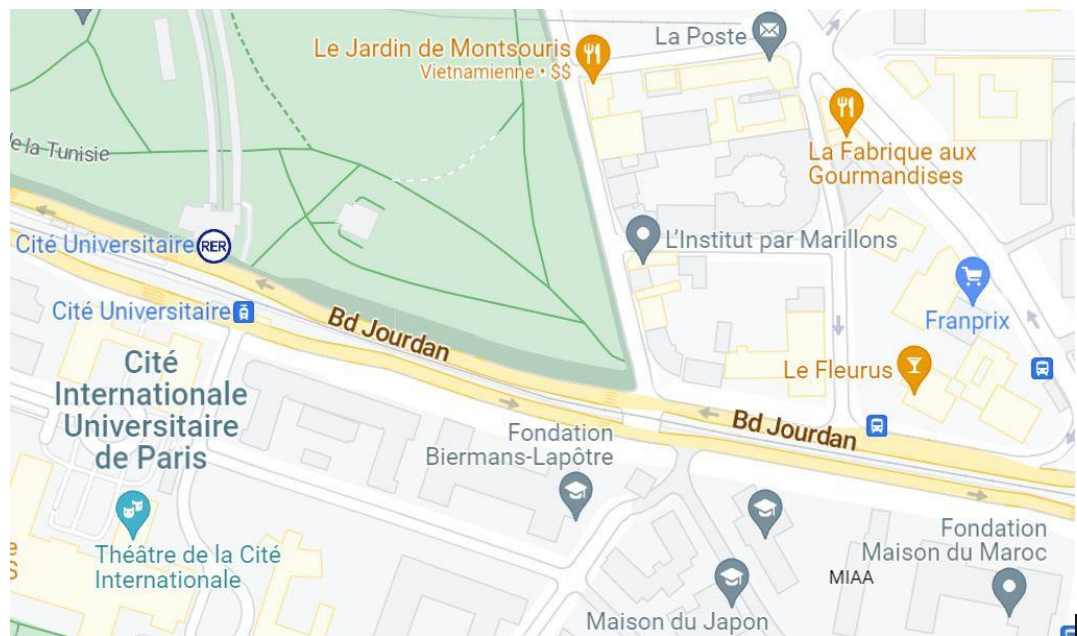 Le Jardin de Montsouris
Vietnamienne • $$
La Poste
de la Tunisie
La Fabrique aux
Gourmandises
Cité Universitaire
RER
L'Institut par Marillons
Cité Universitaire
Bd Jourdan
Franprix
Cité
Internationale
Universitaire
de Paris
Le Fleurus
Bd Jourdan
Fondation
Biermans-Lapôtre
Théâtre de la Cité
Internationale
Fondation
Maison du Maroc
MIAA
Maison du Japon